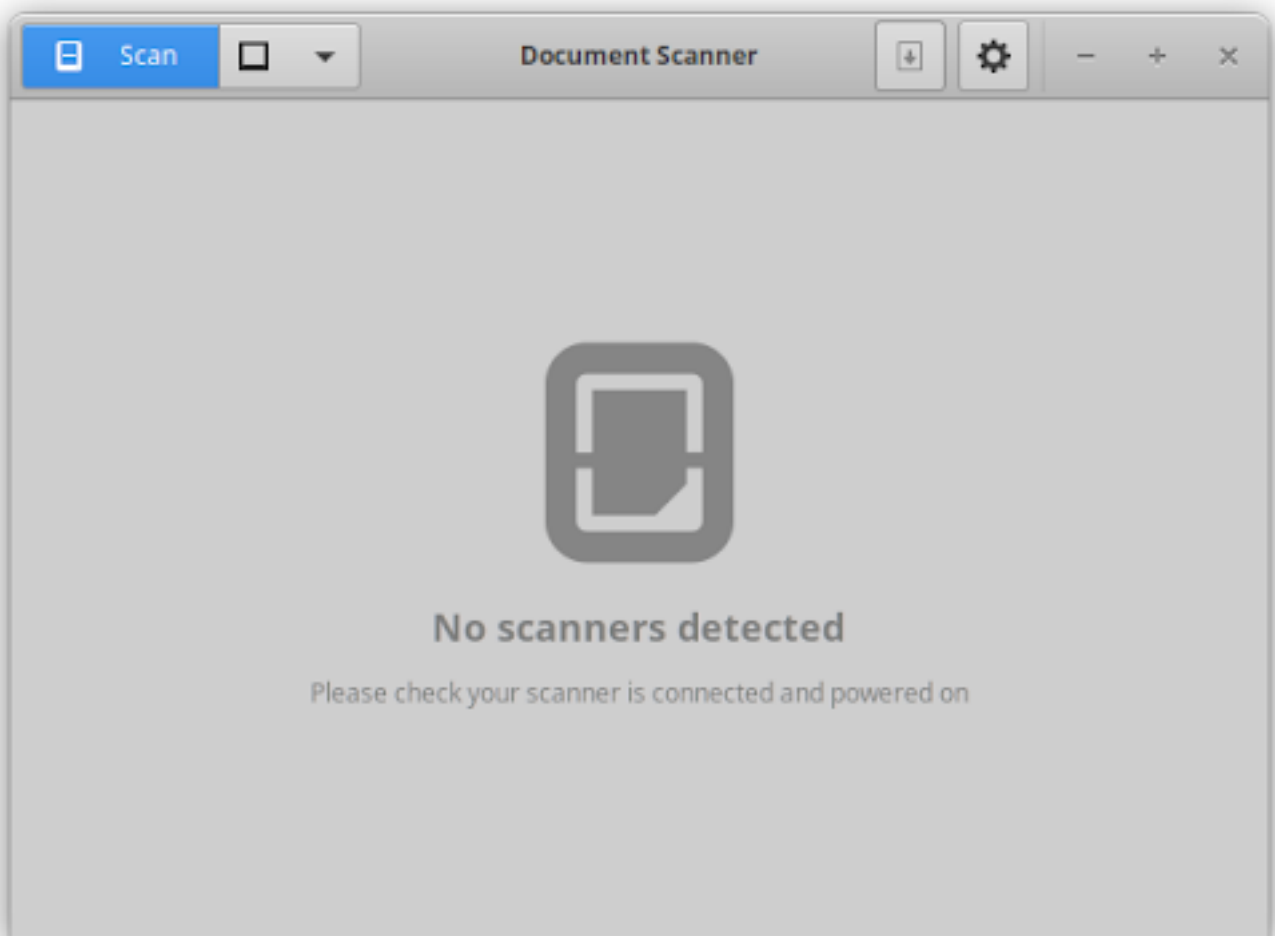 Scan
Document Scanner
No scanners detected
Please check your scanner is connected and powered on